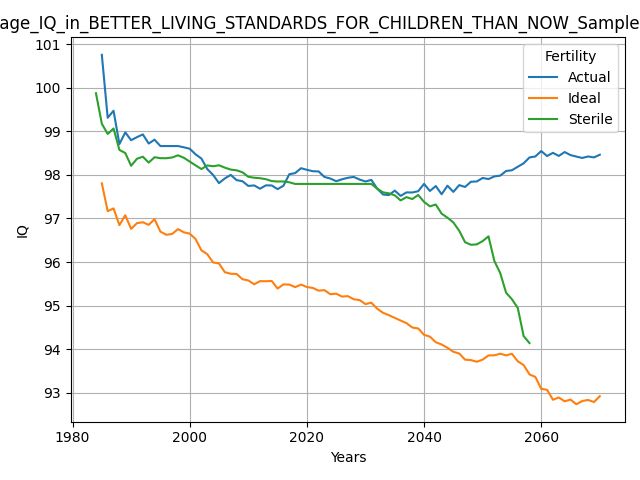 age_IQ_in_BETTER_LIVING_STANDARDS_FOR_CHILDREN_THAN_NOW_Sample
Fertility
Actual
Ideal
Sterile
IQ
101
100
99
98
97
96
95
94
93
1980 2000 2020 2040 2060
Years